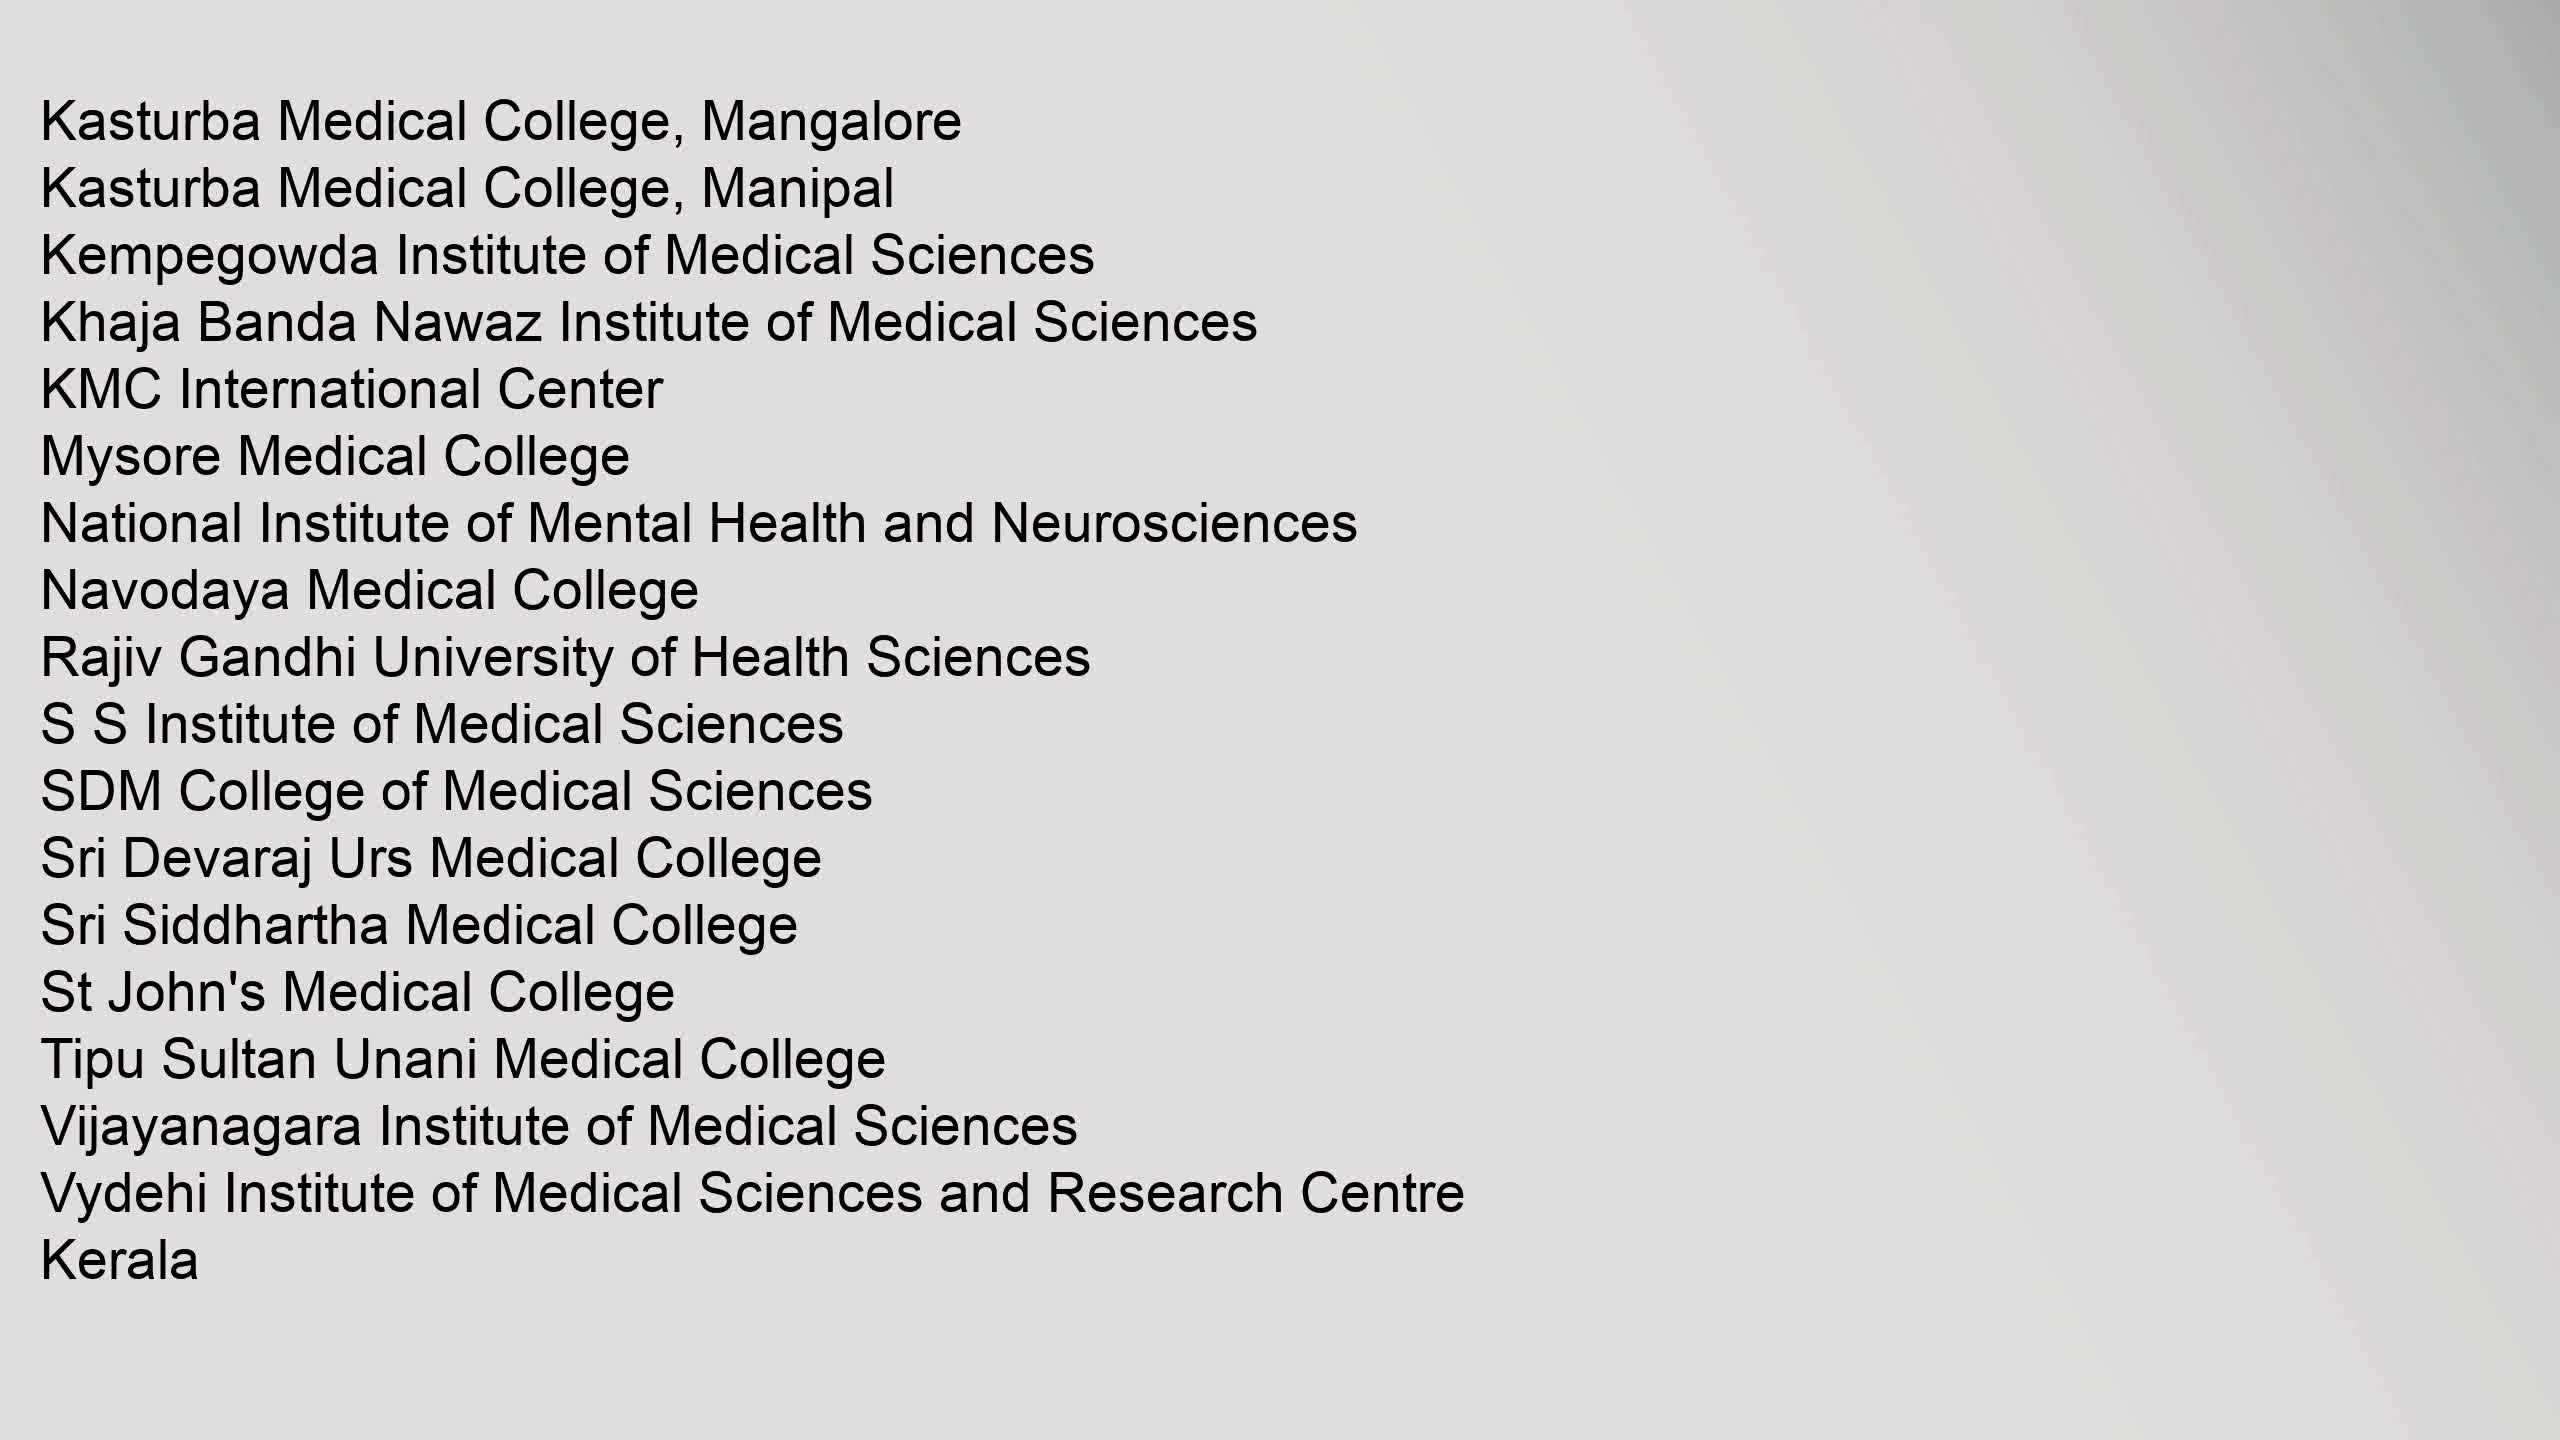 Kasturba Medical College, Mangalore
Kasturba Medical College, Manipal
Kempegowda Institute of Medical Sciences
Khaja Banda Nawaz Institute of Medical Sciences
KMC International Center
Mysore Medical College
National Institute of Mental Health and Neurosciences
Navodaya Medical College
Rajiv Gandhi University of Health Sciences
S S Institute of Medical Sciences
SDM College of Medical Sciences
Sri Devaraj Urs Medical College
Sri Siddhartha Medical College
St John's Medical College
Tipu Sultan Unani Medical College
Vijayanagara Institute of Medical Sciences
Vydehi Institute of Medical Sciences and Research Centre
Kerala